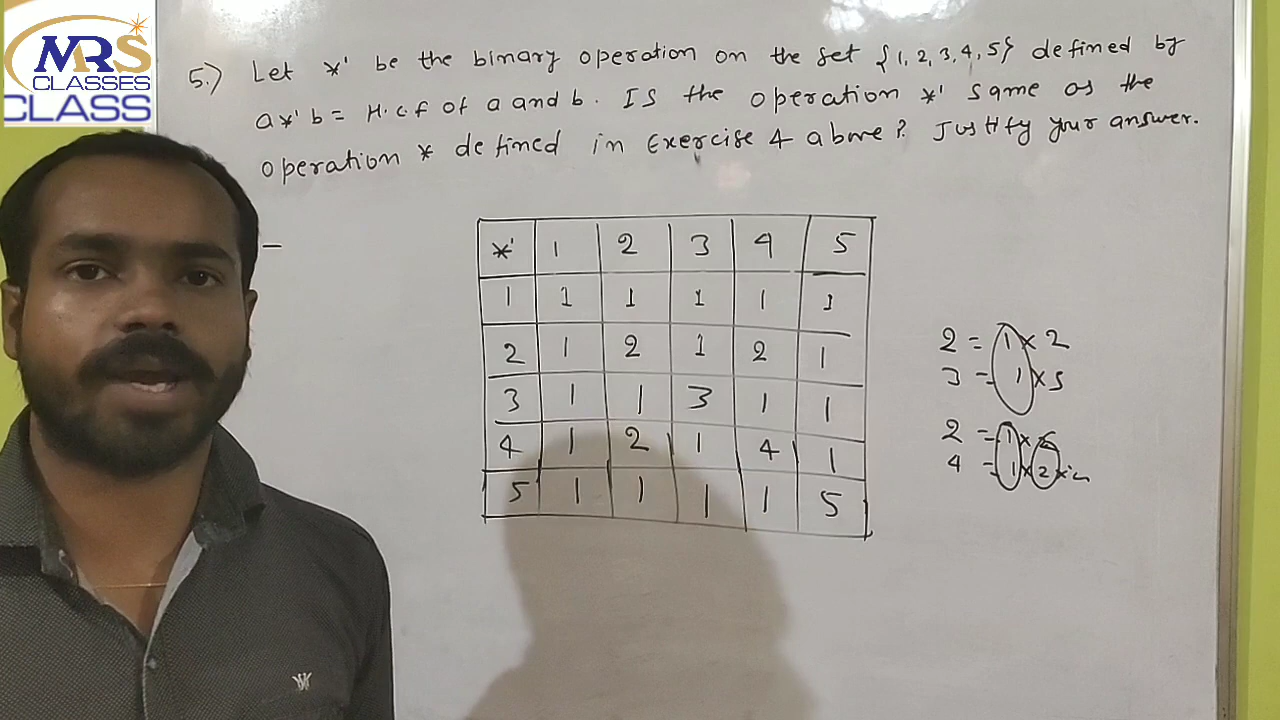 MRS
CLASSES
CLASS
5.) Let *' be the binary operation on the set {1, 2, 3, 4, 5} defined by
a *' b = H.C.F of a and b. Is the operation *' same as the
operation * defined in Exercise 4 above? Justify your answer.
*' 1 2 3 4 5
1 1 1 1 1 1
2 1 2 1 2 1
3 1 1 3 1 1
4 1 2 1 4 1
5 1 1 1 1 5
2 = 1 x 2
3 = 1 x 3
2 = 1 x 2
4 = 1 x 2 x 2